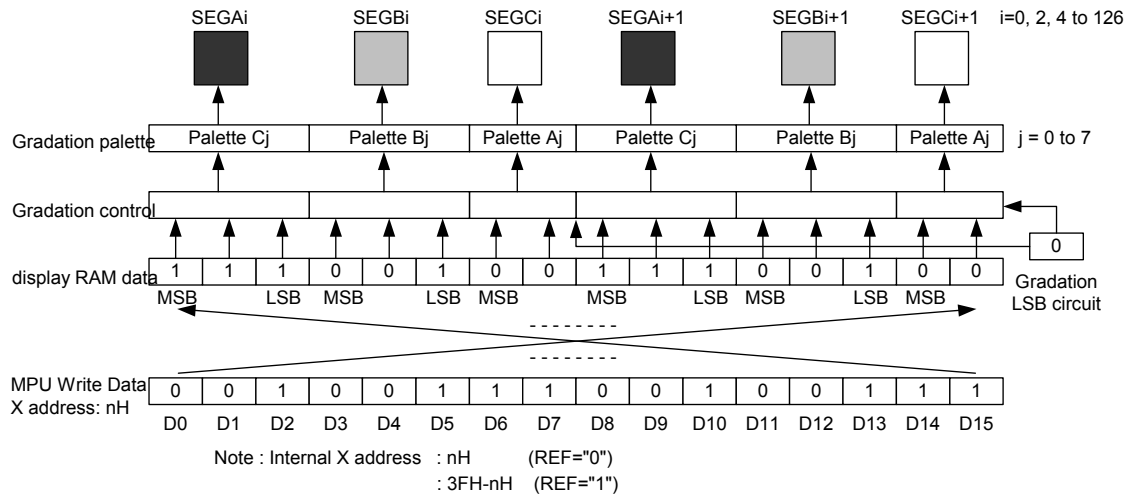 SEGAi SEGBi SEGCi SEGAi+1 SEGBi+1 SEGCi+1 i=0, 2, 4 to 126
Gradation palette Palette Cj Palette Bj Palette Aj Palette Cj Palette Bj Palette Aj j = 0 to 7
Gradation control
0
display RAM data 1 1 1 0 0 1 0 0 1 1 1 0 0 1 0 0
Gradation
LSB circuit
MSB LSB MSB LSB MSB MSB LSB MSB LSB MSB
MPU Write Data
X address: nH
0 0 1 0 0 1 1 1 0 0 1 0 0 1 1 1
D0 D1 D2 D3 D4 D5 D6 D7 D8 D9 D10 D11 D12 D13 D14 D15
Note : Internal X address : nH (REF="0")
: 3FH-nH (REF="1")